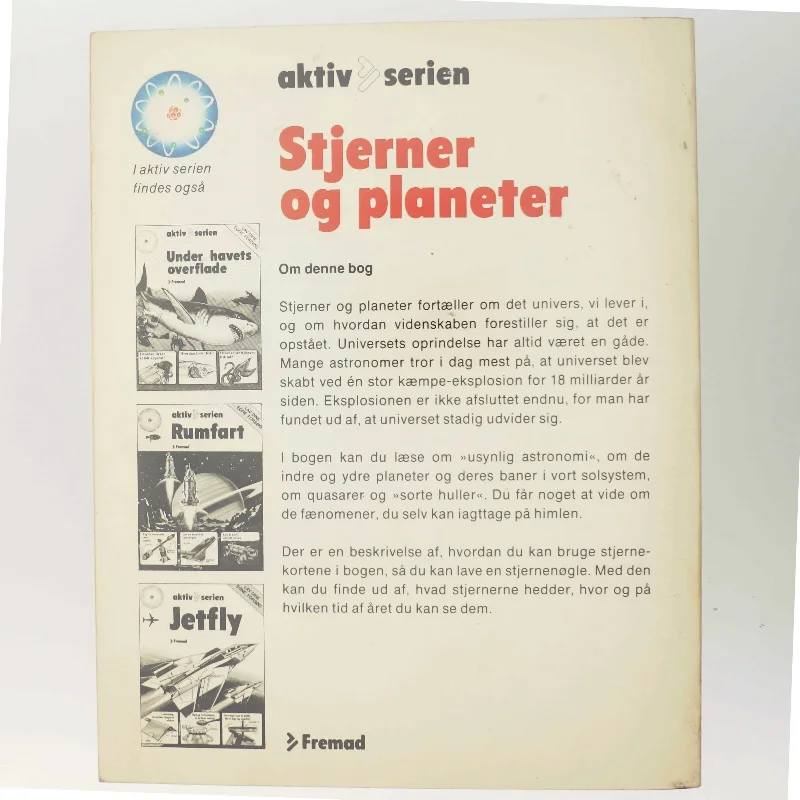 aktiv serien
Stjerner
og planeter
I aktiv serien
findes også
aktiv serien
Under havets
overflade
Fremad
aktiv serien
Rumfart
Fremad
aktiv serien
Jetfly
Fremad
Om denne bog
Stjerner og planeter fortæller om det univers, vi lever i,
og om hvordan videnskaben forestiller sig, at det er
opstået. Universets oprindelse har altid været en gåde.
Mange astronomer tror i dag mest på, at universet blev
skabt ved én stor kæmpe-eksplosion for 18 milliarder år
siden. Eksplosionen er ikke afsluttet endnu, for man har
fundet ud af, at universet stadig udvider sig.
I bogen kan du læse om »usynlig astronomi«, om de
indre og ydre planeter og deres baner i vort solsystem,
om quasarer og »sorte huller«. Du får noget at vide om
de fænomener, du selv kan iagttage på himlen.
Der er en beskrivelse af, hvordan du kan bruge stjerne-
kortene i bogen, så du kan lave en stjernenøgle. Med den
kan du finde ud af, hvad stjernerne hedder, hvor og på
hvilken tid af året du kan se dem.
Fremad